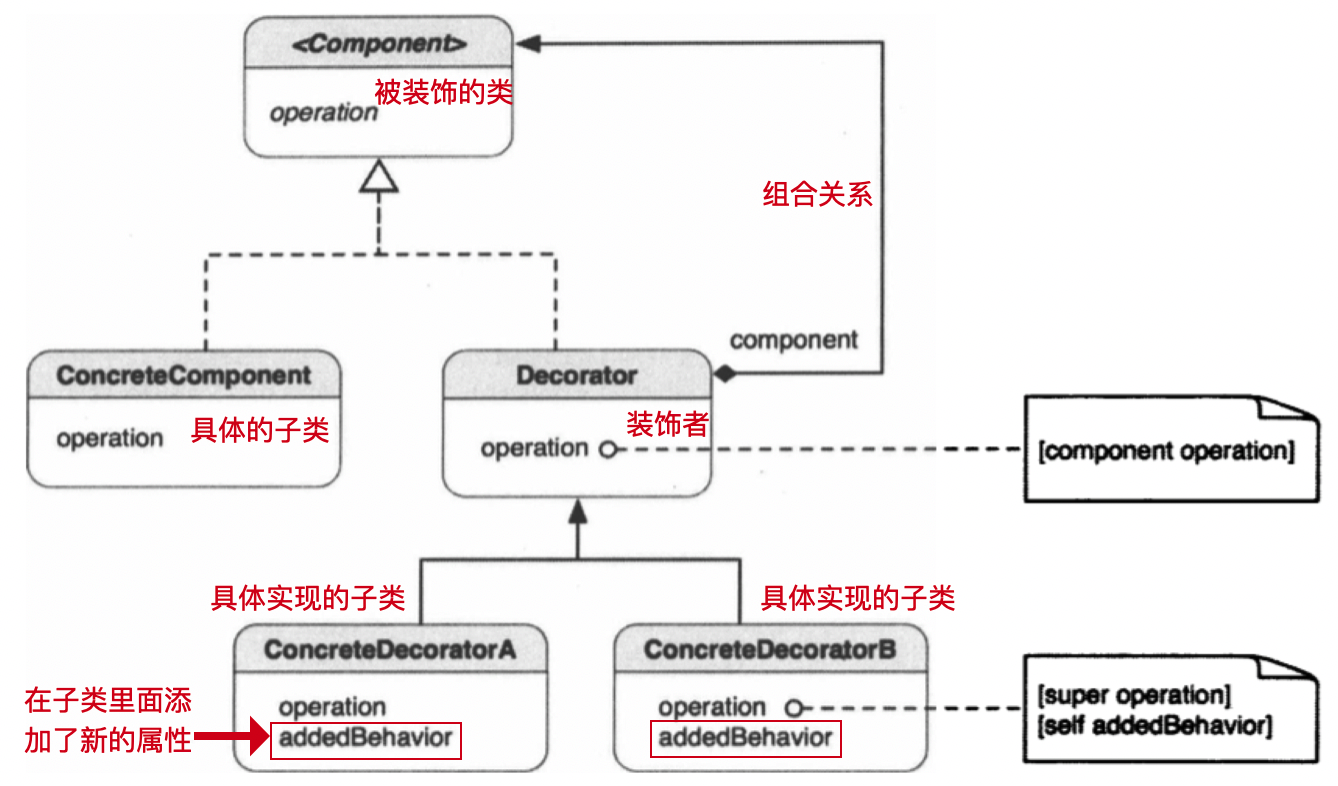 <Component>
被装饰的类
operation
组合关系
component
ConcreteComponent
operation
具体的子类
Decorator
装饰者
operation
[component operation]
具体实现的子类
具体实现的子类
ConcreteDecoratorA
operation
addedBehavior
在子类里面添
加了新的属性
ConcreteDecoratorB
operation
addedBehavior
[super operation]
[self addedBehavior]